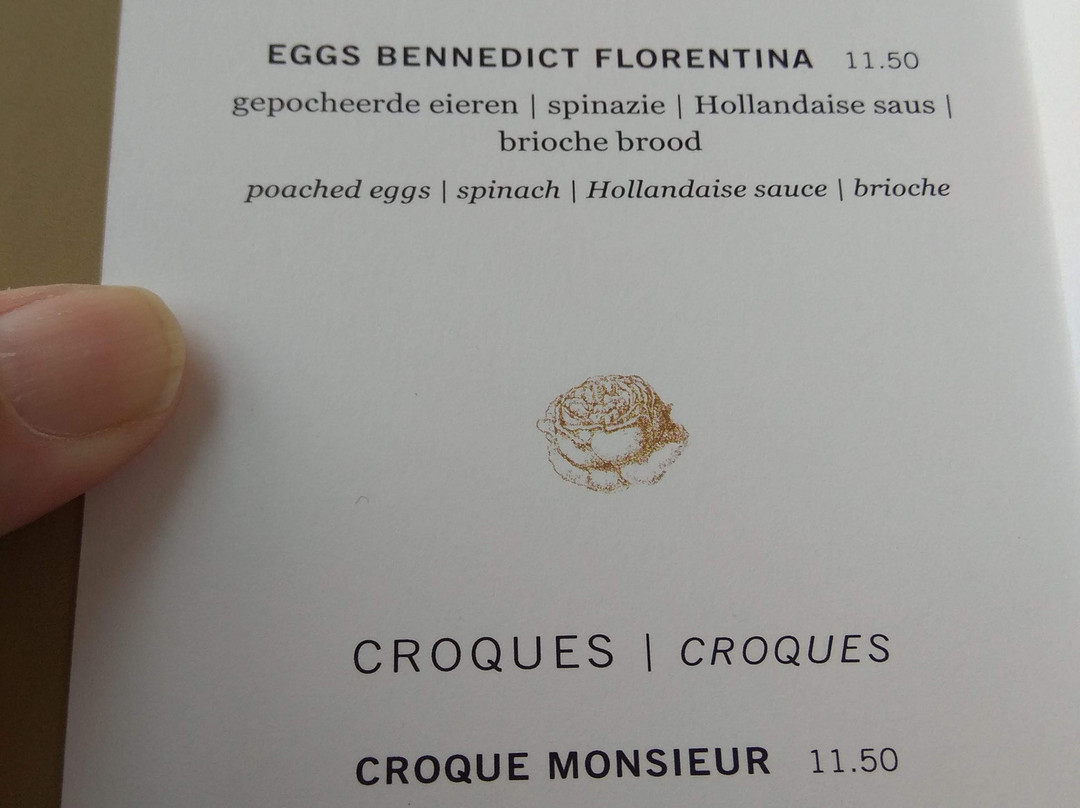 EGGS BENNEDICT FLORENTINA 11.50
gepocheerde eieren | spinazie | Hollandaise saus |
brioche brood
poached eggs | spinach | Hollandaise sauce | brioche
CROQUES | CROQUES
CROQUE MONSIEUR 11.50